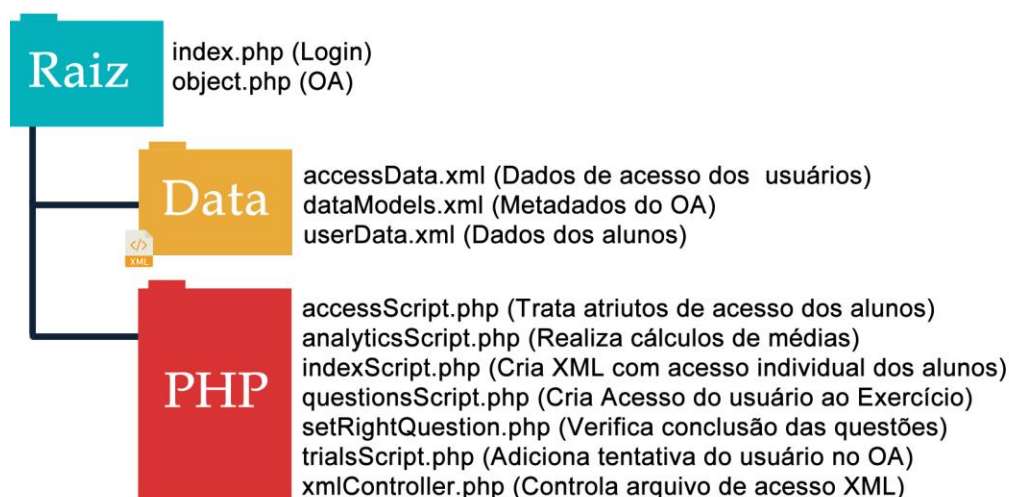 Raiz
index.php (Login)
object.php (OA)
Data
</>
XML
accessData.xml (Dados de acesso dos usuários)
dataModels.xml (Metadados do OA)
userData.xml (Dados dos alunos)
PHP
accessScript.php (Trata atriutos de acesso dos alunos)
analyticsScript.php (Realiza cálculos de médias)
indexScript.php (Cria XML com acesso individual dos alunos)
questionsScript.php (Cria Acesso do usuário ao Exercício)
setRightQuestion.php (Verifica conclusão das questões)
trialsScript.php (Adiciona tentativa do usuário no OA)
xmlController.php (Controla arquivo de acesso XML)